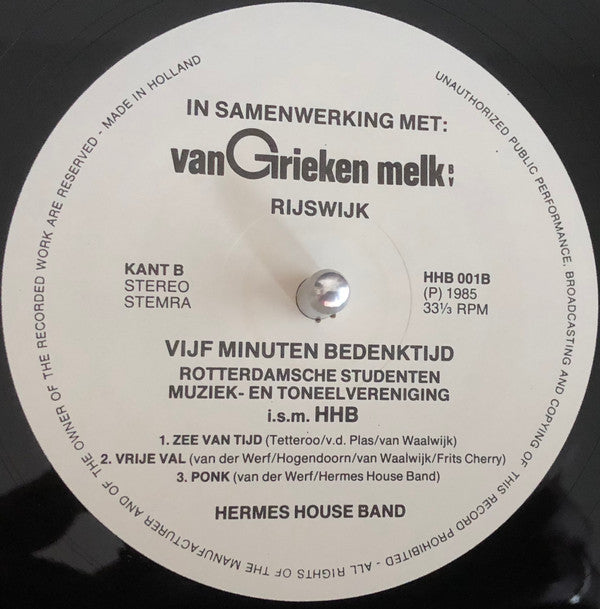 IN SAMENWERKING MET:
van Grieken melk BV
RIJSWIJK
KANT B
STEREO
STEMRA
HHB 001B
(P) 1985
33⅓ RPM
VIJF MINUTEN BEDENKTIJD
ROTTERDAMSCHE STUDENTEN
MUZIEK- EN TONEELVERENIGING
i.s.m. HHB
1. ZEE VAN TIJD (Tetteroo/v.d. Plas/van Waalwijk)
2. VRIJE VAL (van der Werf/Hogendoorn/van Waalwijk/Frits Cherry)
3. PONK (van der Werf/Hermes House Band)
HERMES HOUSE BAND
UNAUTHORIZED PUBLIC PERFORMANCE, BROADCASTING AND COPYING OF THIS RECORD PROHIBITED - ALL RIGHTS OF THE MANUFACTURER AND OF THE OWNER OF THE RECORDED WORK ARE RESERVED - MADE IN HOLLAND